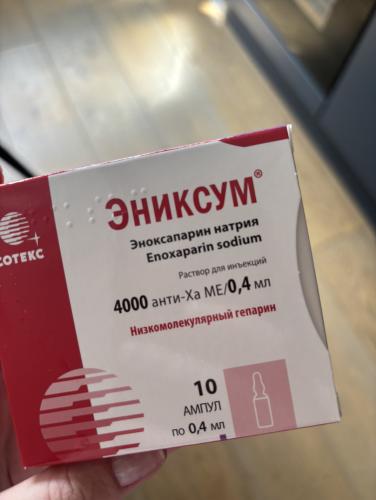 ЭНИКСУМ®
СОТЕКС
Эноксапарин натрия
Enoxaparin sodium
Раствор для инъекций
4000 анти-Ха МЕ/0,4 мл
Низкомолекулярный гепарин
10
АМПУЛ
по 0,4 мл